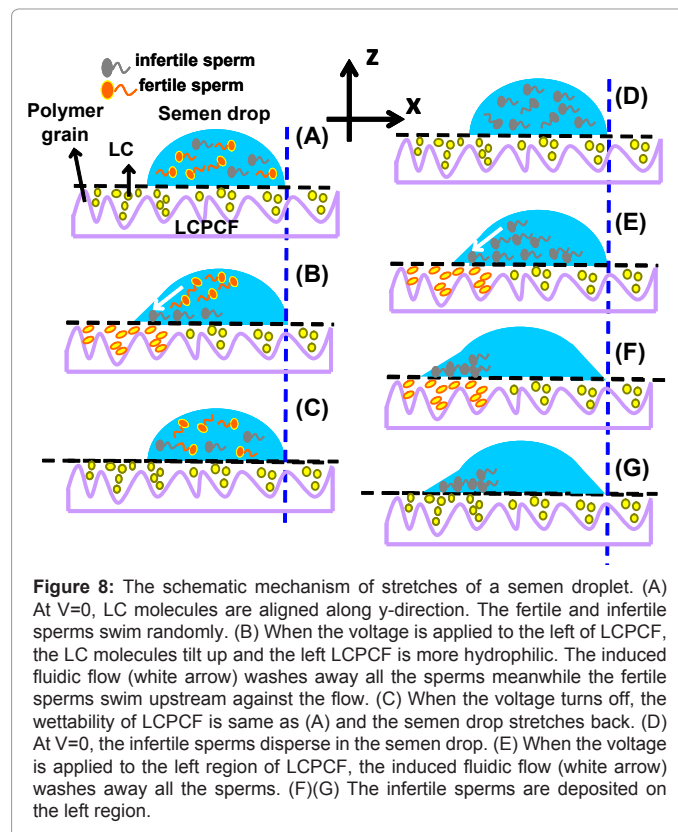 infertile sperm
fertile sperm
Polymer
grain
LC
Semen drop
(A)
LCPCF
(B)
(C)
z
x
(D)
(E)
(F)
(G)
Figure 8: The schematic mechanism of stretches of a semen droplet. (A)
At V=0, LC molecules are aligned along y-direction. The fertile and infertile
sperms swim randomly. (B) When the voltage is applied to the left of LCPCF,
the LC molecules tilt up and the left LCPCF is more hydrophilic. The induced
fluidic flow (white arrow) washes away all the sperms meanwhile the fertile
sperms swim upstream against the flow. (C) When the voltage turns off, the
wettability of LCPCF is same as (A) and the semen drop stretches back. (D)
At V=0, the infertile sperms disperse in the semen drop. (E) When the voltage
is applied to the left region of LCPCF, the induced fluidic flow (white arrow)
washes away all the sperms. (F)(G) The infertile sperms are deposited on
the left region.